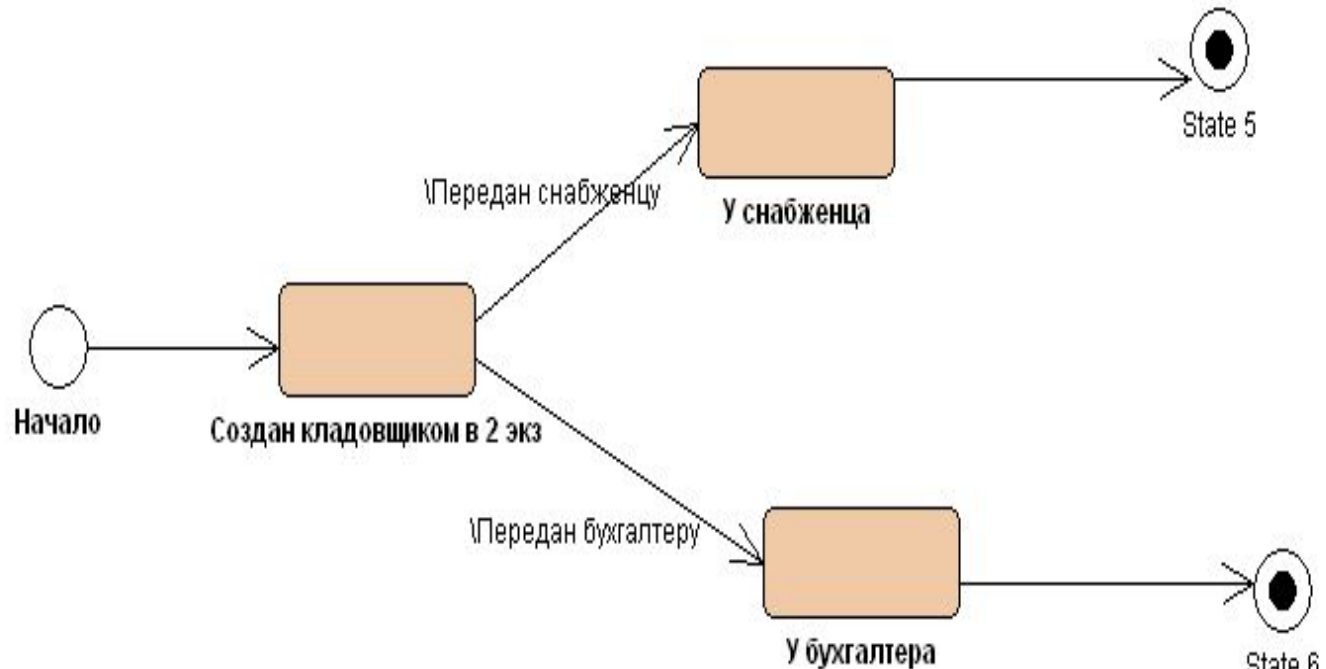 State 5
\Передан снабженцу
У снабженца
Начало
Создан кладовщиком в 2 экз
\Передан бухгалтеру
У бухгалтера
State 6